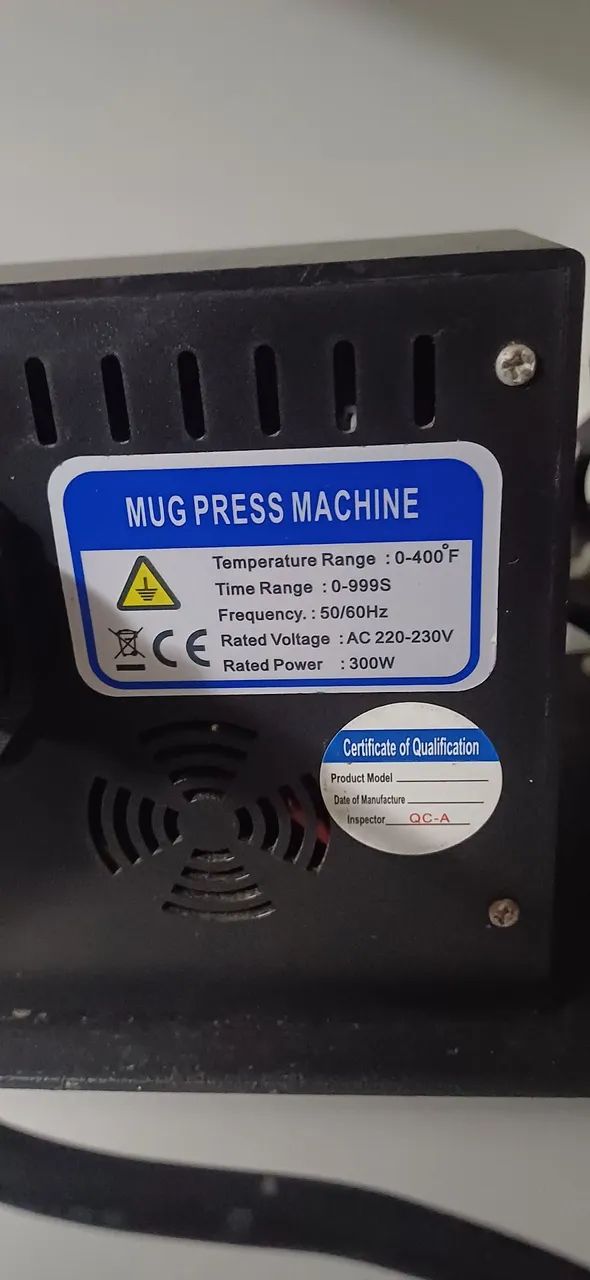 MUG PRESS MACHINE
Temperature Range : 0-400°F
Time Range : 0-999S
Frequency. : 50/60Hz
Rated Voltage : AC 220-230V
Rated Power : 300W
CE
Certificate of Qualification
Product Model
Date of Manufacture
Inspector QC-A